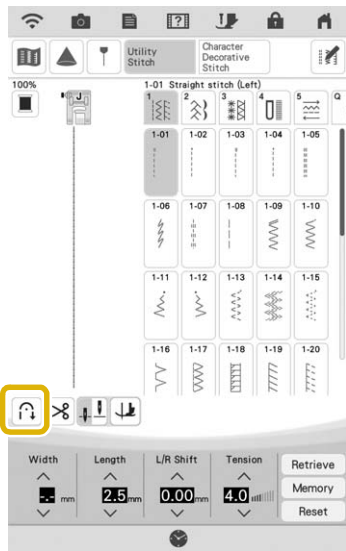 Utility Stitch
Character Decorative Stitch
100%
J
1-01 Straight stitch (Left)
1 2 3 4 5 Q
1-01 1-02 1-03 1-04 1-05
1-06 1-07 1-08 1-09 1-10
1-11 1-12 1-13 1-14 1-15
1-16 1-17 1-18 1-19 1-20
Width Length L/R Shift Tension
-.- mm 2.5 mm 0.00 mm 4.0
Retrieve
Memory
Reset